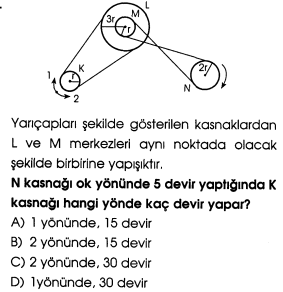 L
M
3r
r
K
r
1
2
2r
N
Yarıçapları şekilde gösterilen kasnaklardan
L ve M merkezleri aynı noktada olacak
şekilde birbirine yapışıktır.
N kasnağı ok yönünde 5 devir yaptığında K
kasnağı hangi yönde kaç devir yapar?
A) 1 yönünde, 15 devir
B) 2 yönünde, 15 devir
C) 2 yönünde, 30 devir
D) 1yönünde, 30 devir